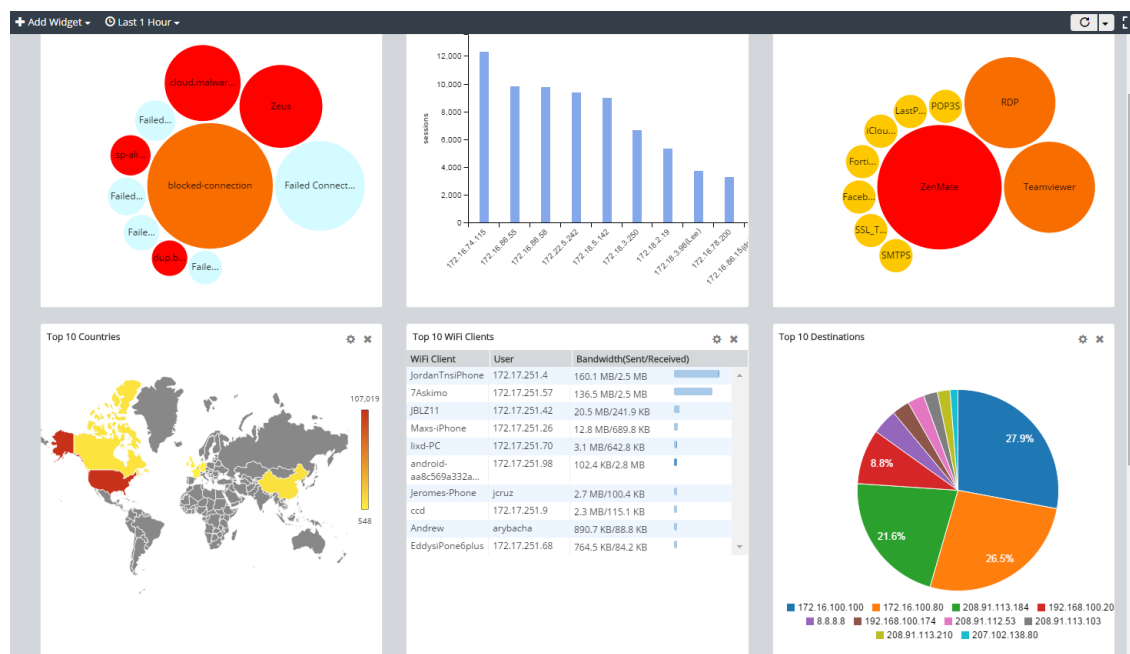 Add Widget
Last 1 Hour
cloud.malwar...
Zeus
Failed...
sp-ali...
blocked-connection
Failed Connect...
Failed...
Faile...
dup.b...
Faile...
12,000
10,000
8,000
6,000
4,000
2,000
0
sessions
172.16.74.115
172.16.86.55
172.16.86.58
172.22.5.242
172.18.5.142
172.18.3.250
172.18.2.19
172.18.3.98(Lee)
172.16.78.200
RDP
POP3S
LastP...
iClou...
Forti...
ZenMate
Teamviewer
Faceb...
SSL_T...
SMTPS
Top 10 Countries
107,019
548
Top 10 WiFi Clients
WiFi Client User Bandwidth(Sent/Received)
JordanTnsiPhone 172.17.251.4 160.1 MB/2.5 MB
7Askimo 172.17.251.57 136.5 MB/2.5 MB
JBLZ11 172.17.251.42 20.5 MB/241.9 KB
Maxs-iPhone 172.17.251.26 12.8 MB/689.8 KB
lixd-PC 172.17.251.70 3.1 MB/642.8 KB
android- 172.17.251.98 102.4 KB/2.8 MB
aa8c569a332a...
Jeromes-Phone jcruz 2.7 MB/100.4 KB
ccd 172.17.251.9 2.3 MB/115.1 KB
Andrew arybacha 890.7 KB/88.8 KB
EddysiPone6plus 172.17.251.68 764.5 KB/84.2 KB
Top 10 Destinations
27.9%
8.8%
21.6%
26.5%
172.16.100.100 172.16.100.80 208.91.113.184 192.168.100.20
8.8.8.8 192.168.100.174 208.91.112.53 208.91.113.103
208.91.113.210 207.102.138.80